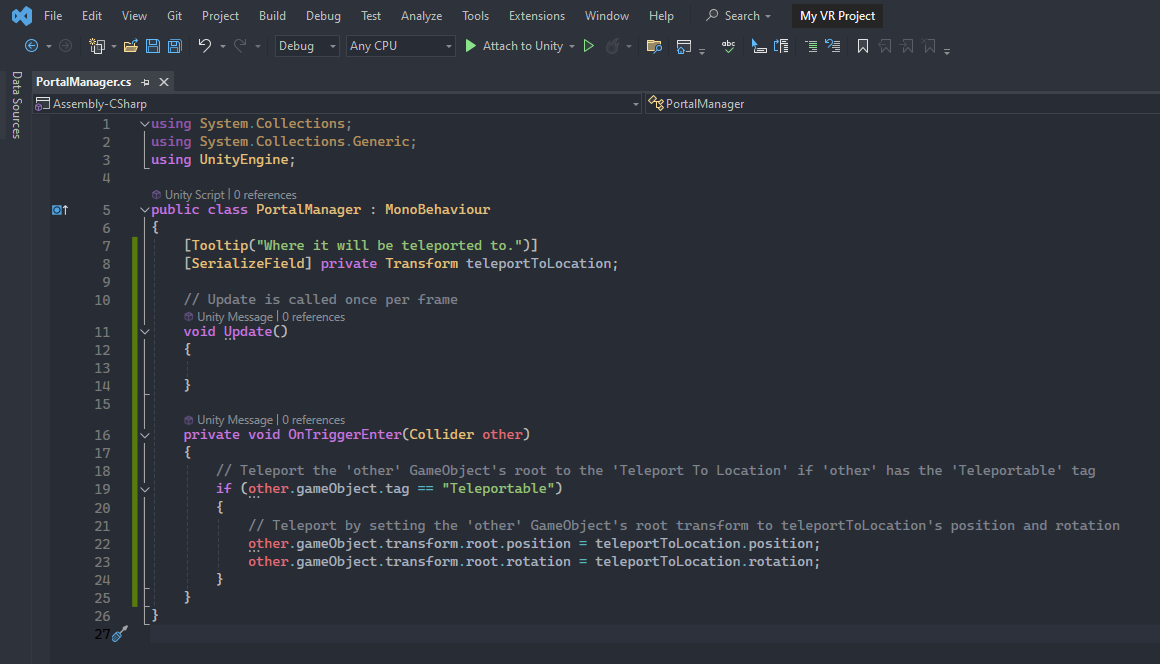 File Edit View Git Project Build Debug Test Analyze Tools Extensions Window Help Search My VR Project
Debug Any CPU Attach to Unity abc
Data Sources
PortalManager.cs
Assembly-CSharp PortalManager
1 using System.Collections;
2 using System.Collections.Generic;
3 using UnityEngine;
4
Unity Script | 0 references
5 public class PortalManager : MonoBehaviour
6 {
7 [Tooltip("Where it will be teleported to.")]
8 [SerializeField] private Transform teleportToLocation;
9
10 // Update is called once per frame
Unity Message | 0 references
11 void Update()
12 {
13
14 }
15
Unity Message | 0 references
16 private void OnTriggerEnter(Collider other)
17 {
18 // Teleport the 'other' GameObject's root to the 'Teleport To Location' if 'other' has the 'Teleportable' tag
19 if (other.gameObject.tag == "Teleportable")
20 {
21 // Teleport by setting the 'other' GameObject's root transform to teleportToLocation's position and rotation
22 other.gameObject.transform.root.position = teleportToLocation.position;
23 other.gameObject.transform.root.rotation = teleportToLocation.rotation;
24 }
25 }
26 }
27